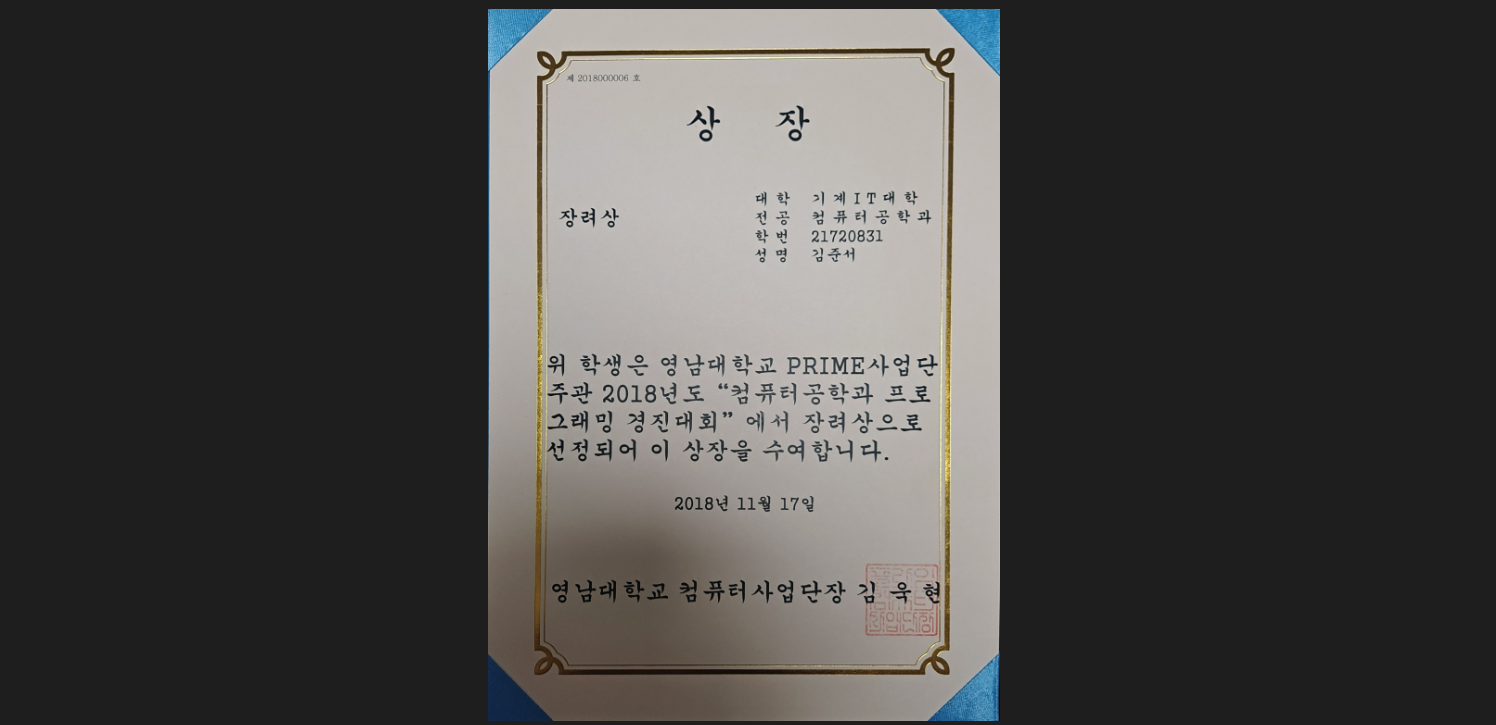 제 2018000006 호
상 장
장려상
대 학 기 계 I T 대 학
전 공 컴 퓨 터 공 학 과
학 번 21720831
성 명 김준서
위 학생은 영남대학교 PRIME사업단
주관 2018년도 “컴퓨터공학과 프로
그래밍 경진대회” 에서 장려상으로
선정되어 이 상장을 수여합니다.
2018년 11월 17일
영남대학교 컴퓨터사업단장 김 욱 현